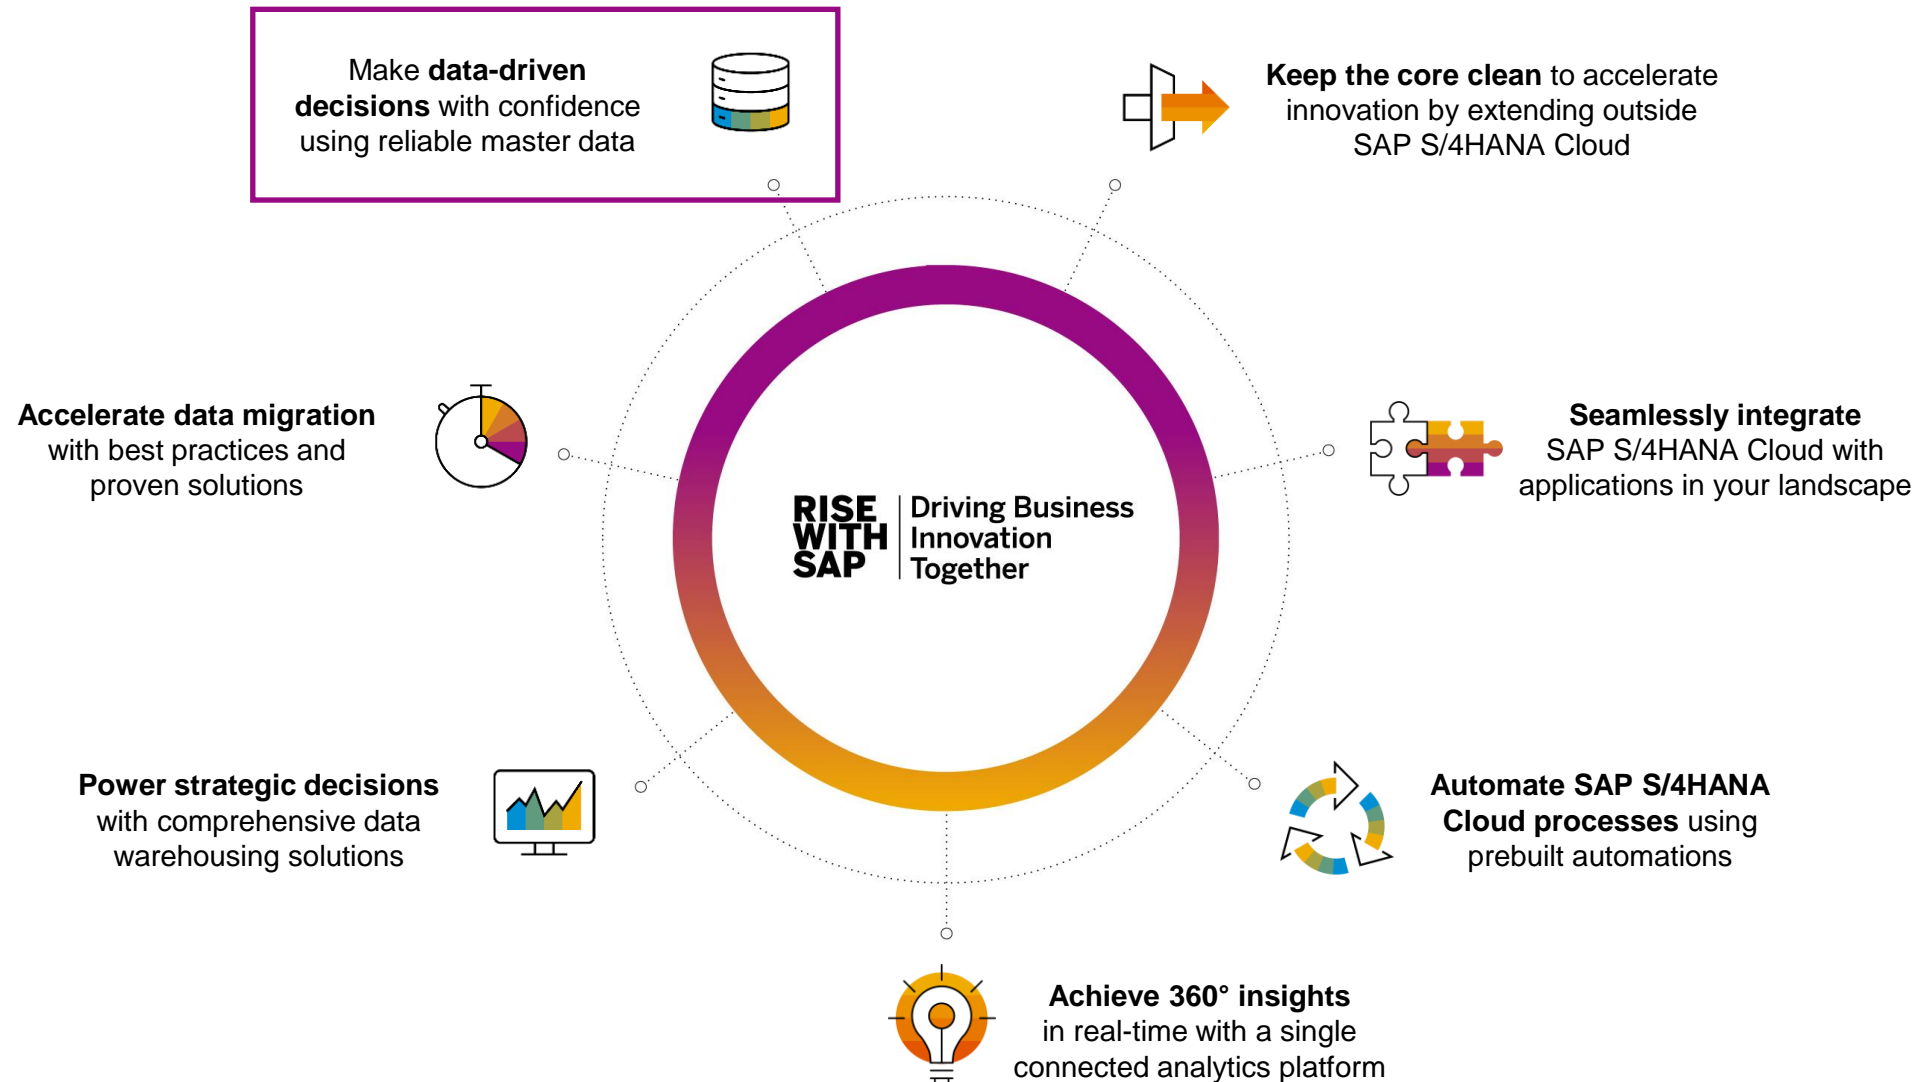 Make data-driven
decisions with confidence
using reliable master data
Keep the core clean to accelerate
innovation by extending outside
SAP S/4HANA Cloud
Accelerate data migration
with best practices and
proven solutions
Seamlessly integrate
SAP S/4HANA Cloud with
applications in your landscape
RISE
WITH
SAP
Driving Business
Innovation
Together
Power strategic decisions
with comprehensive data
warehousing solutions
Automate SAP S/4HANA
Cloud processes using
prebuilt automations
Achieve 360° insights
in real-time with a single
connected analytics platform